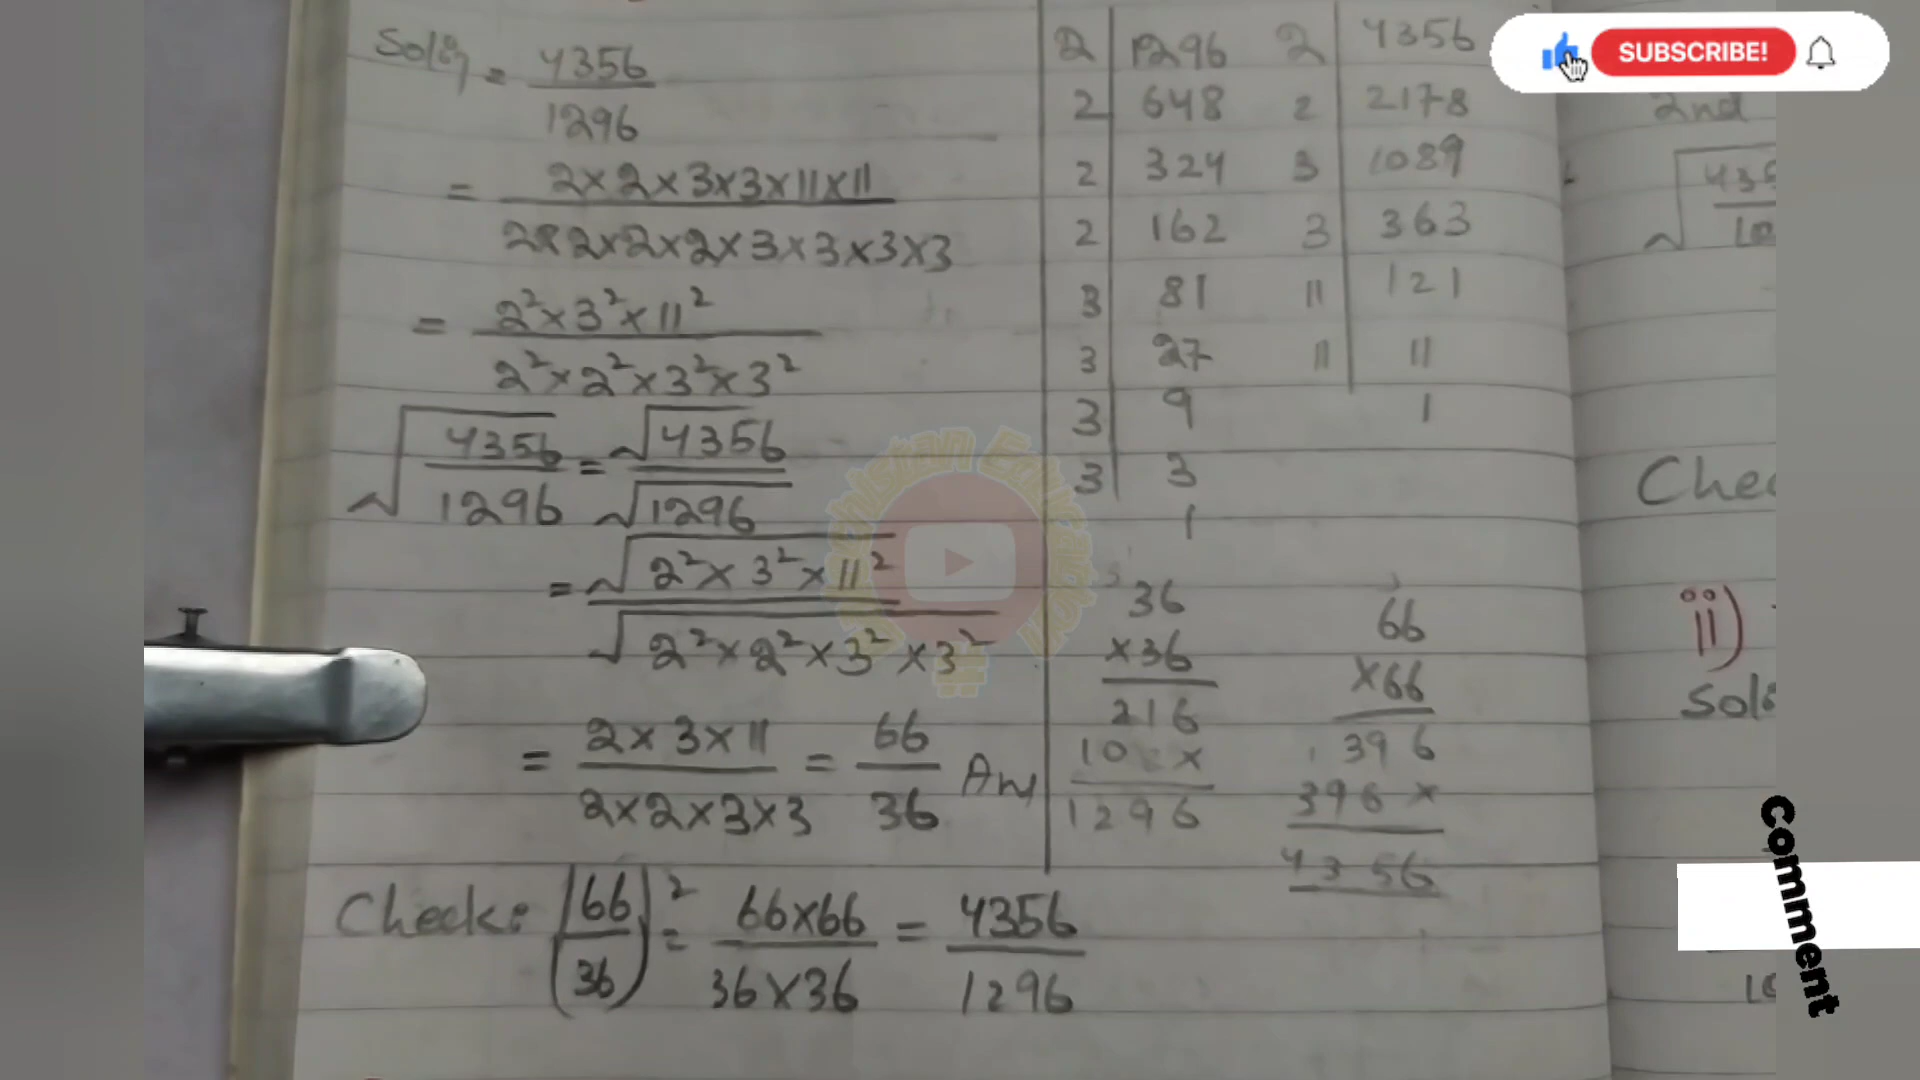 Soln = 4356/1296
= 2×2×3×3×11×11 / 2×2×2×2×3×3×3×3
= 2²×3²×11² / 2²×2²×3²×3²
√4356/1296 = √4356 / √1296
= √2²×3²×11² / √2²×2²×3²×3²
= 2×3×11 / 2×2×3×3 = 66/36 Ans
Check: (66/36)² = 66×66 / 36×36 = 4356/1296
2 | 1296
2 | 648
2 | 324
2 | 162
3 | 81
3 | 27
3 | 9
3 | 3
1
2 | 4356
2 | 2178
3 | 1089
3 | 363
11 | 121
11 | 11
1
36
×36
216
10 ×
1296
66
×66
396
396×
4356
2nd
Chec
ii)
Sol:
SUBSCRIBE!
Comment